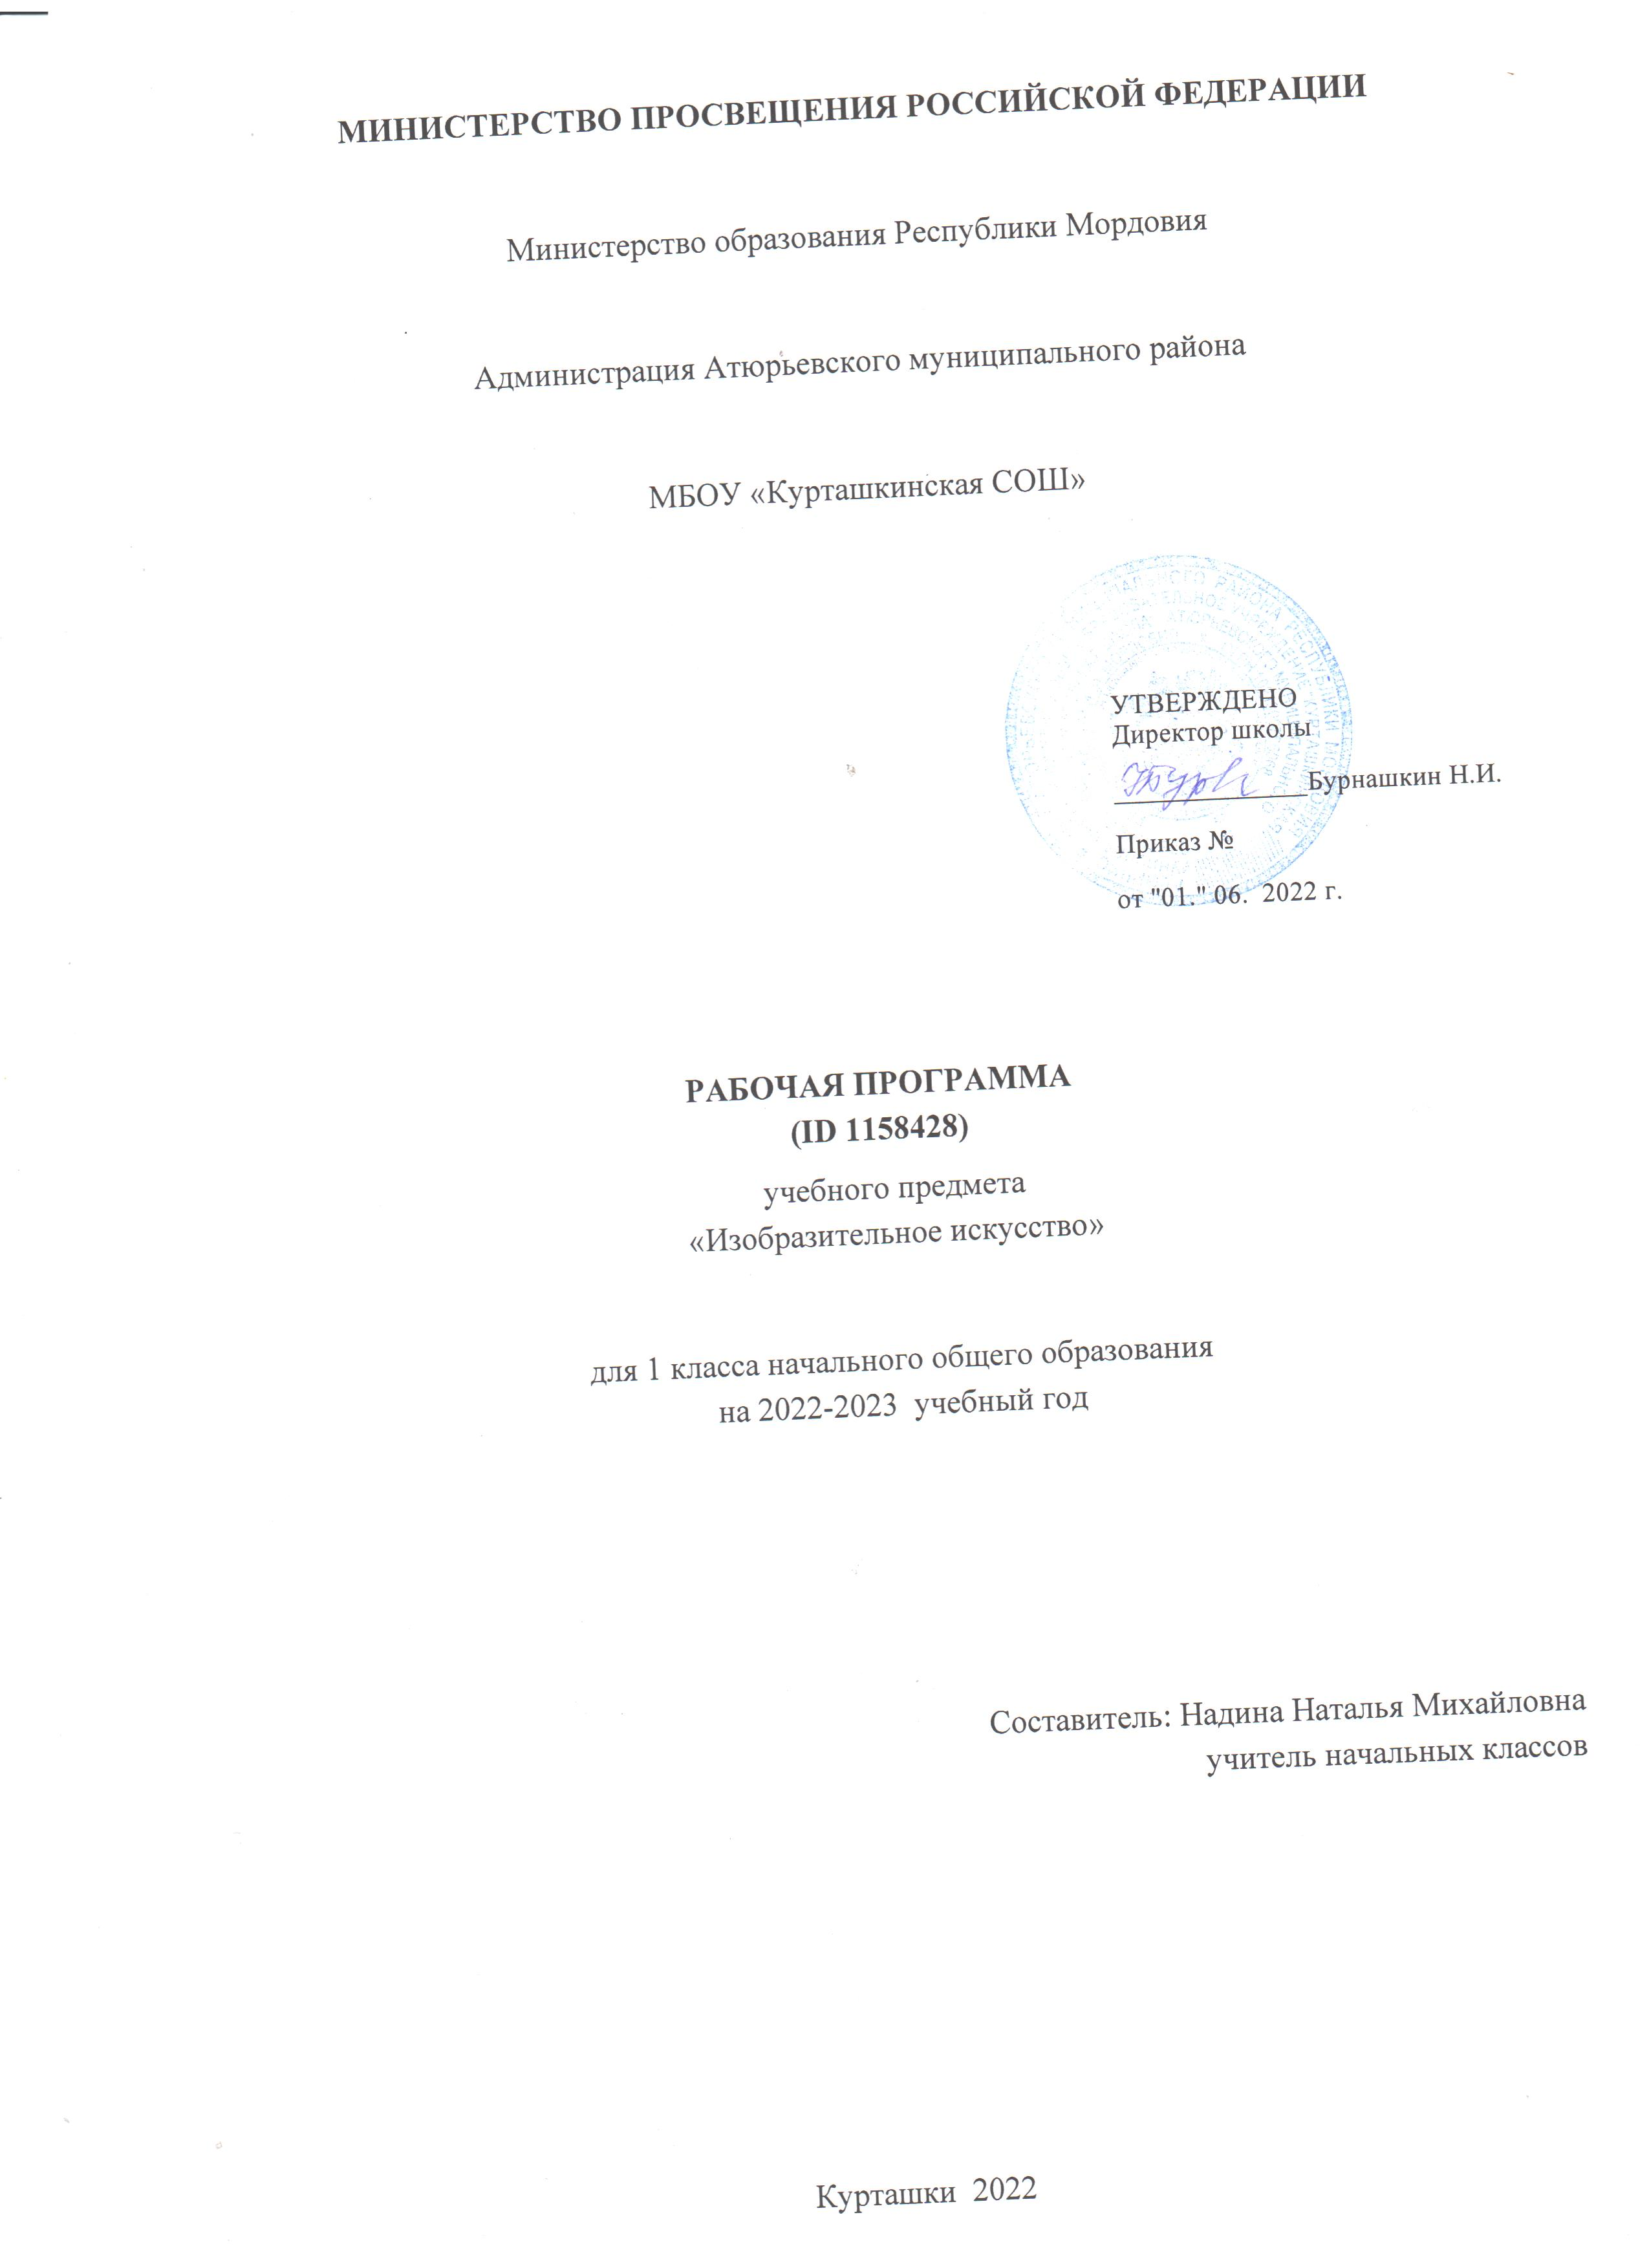 МИНИСТЕРСТВО ПРОСВЕЩЕНИЯ РОССИЙСКОЙ ФЕДЕРАЦИИ
Министерство образования Республики Мордовия
Администрация Атюрьевского муниципального района
МБОУ «Курташкинская СОШ»
УТВЕРЖДЕНО
Директор школы
Бурнашкин Н.И.
Приказ №
от "01." 06.  2022 г.
РАБОЧАЯ ПРОГРАММА
(ID 1158428)
учебного предмета
«Изобразительное искусство»
для 1 класса начального общего образования
на 2022-2023  учебный год
Составитель: Надина Наталья Михайловна
учитель начальных классов
Курташки  2022